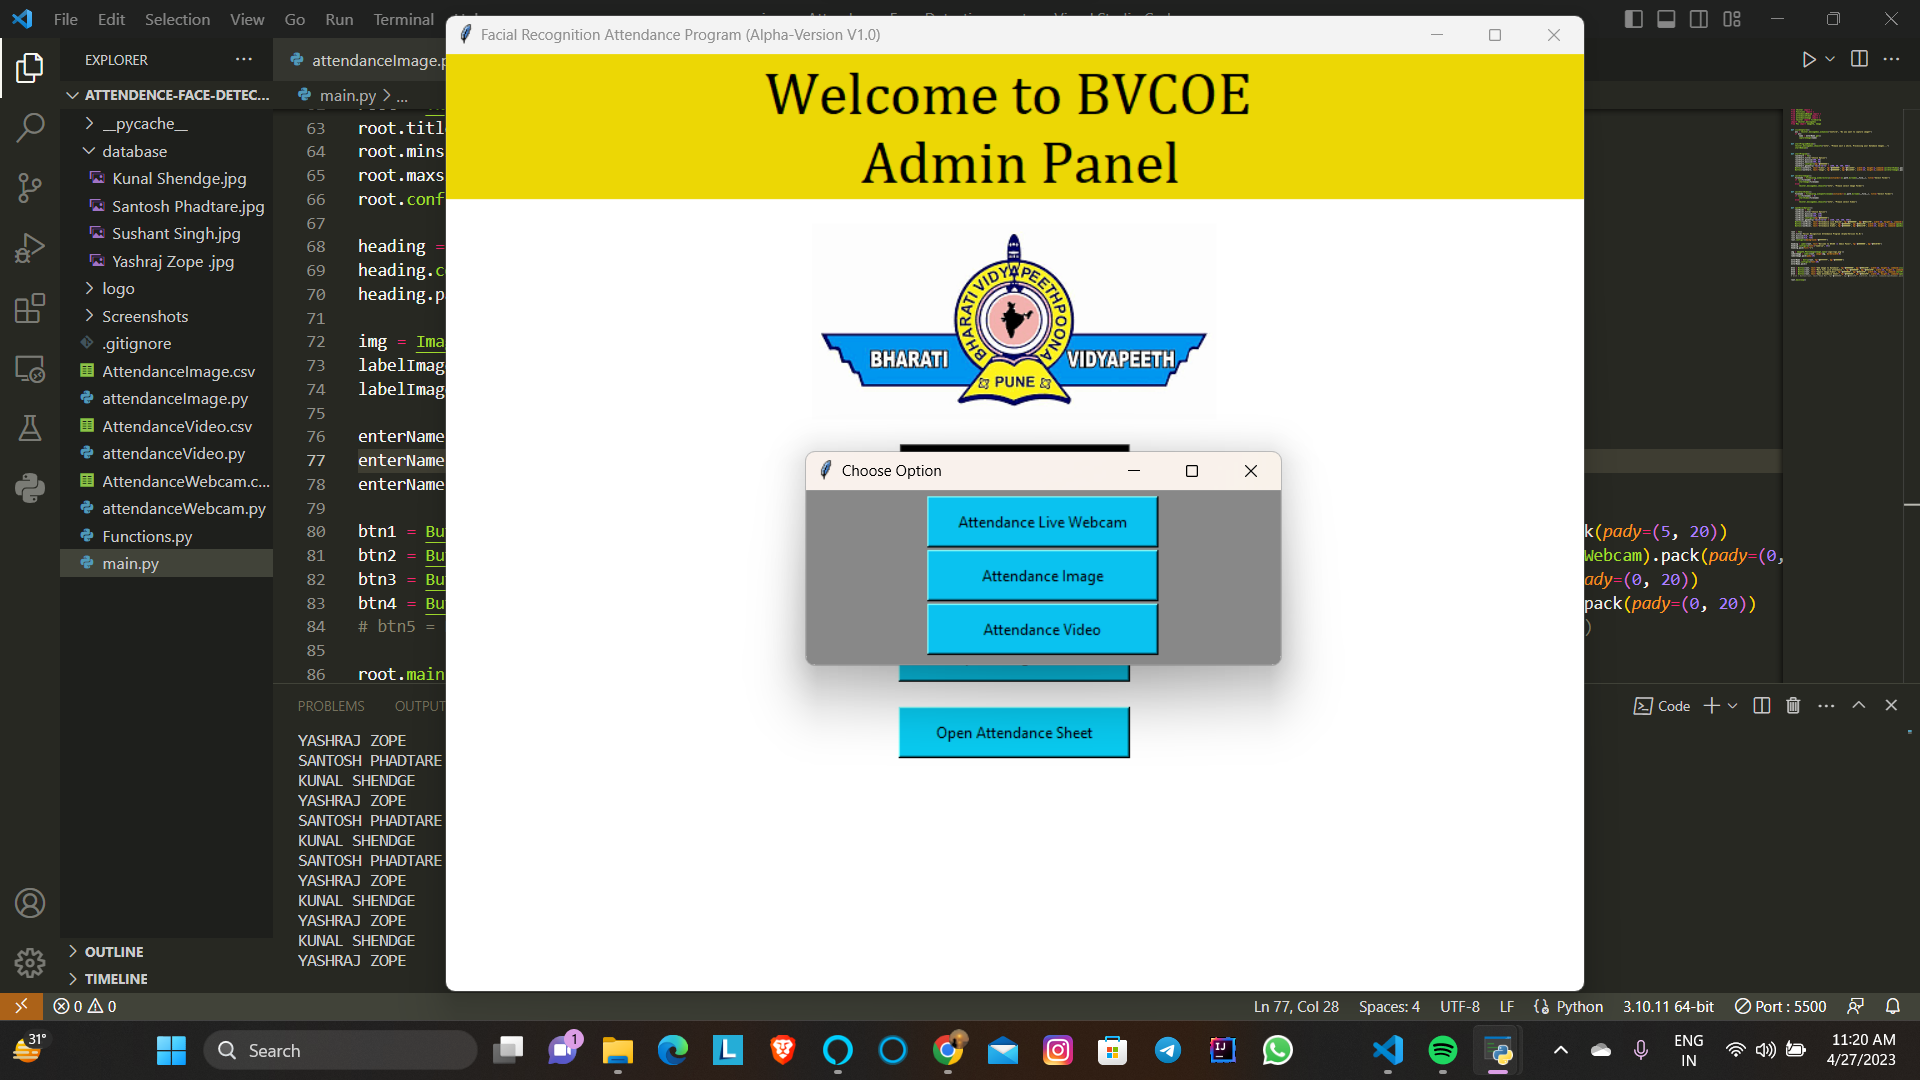 File Edit Selection View Go Run Terminal
Facial Recognition Attendance Program (Alpha-Version V1.0)
EXPLORER
attendanceImage.p
ATTENDENCE-FACE-DETEC...
main.py > ...
Welcome to BVCOE
Admin Panel
__pycache__
database
Kunal Shendge.jpg
Santosh Phadtare.jpg
Sushant Singh.jpg
Yashraj Zope .jpg
logo
Screenshots
.gitignore
AttendanceImage.csv
attendanceImage.py
AttendanceVideo.csv
attendanceVideo.py
AttendanceWebcam.c...
attendanceWebcam.py
Functions.py
main.py
OUTLINE
TIMELINE
63 root.titl
64 root.mins
65 root.maxs
66 root.conf
67
68 heading =
69 heading.c
70 heading.p
71
72 img = Ima
73 labelImag
74 labelImag
75
76 enterName
77 enterName
78 enterName
79
80 btn1 = Bu
81 btn2 = Bu
82 btn3 = Bu
83 btn4 = Bu
84 # btn5 =
85
86 root.main
k(pady=(5, 20))
Webcam).pack(pady=(0,
ady=(0, 20))
pack(pady=(0, 20))
)
BHARATI VIDYAPEETH POONA
BHARATI
VIDYAPEETH
PUNE
Choose Option
Attendance Live Webcam
Attendance Image
Attendance Video
Open Attendance Sheet
PROBLEMS OUTPUT
Code
YASHRAJ ZOPE
SANTOSH PHADTARE
KUNAL SHENDGE
YASHRAJ ZOPE
SANTOSH PHADTARE
KUNAL SHENDGE
SANTOSH PHADTARE
YASHRAJ ZOPE
KUNAL SHENDGE
YASHRAJ ZOPE
KUNAL SHENDGE
YASHRAJ ZOPE
0 0
Ln 77, Col 28 Spaces: 4 UTF-8 LF Python 3.10.11 64-bit Port : 5500
31°
Search
1
L
IJ
ENG
IN
11:20 AM
4/27/2023